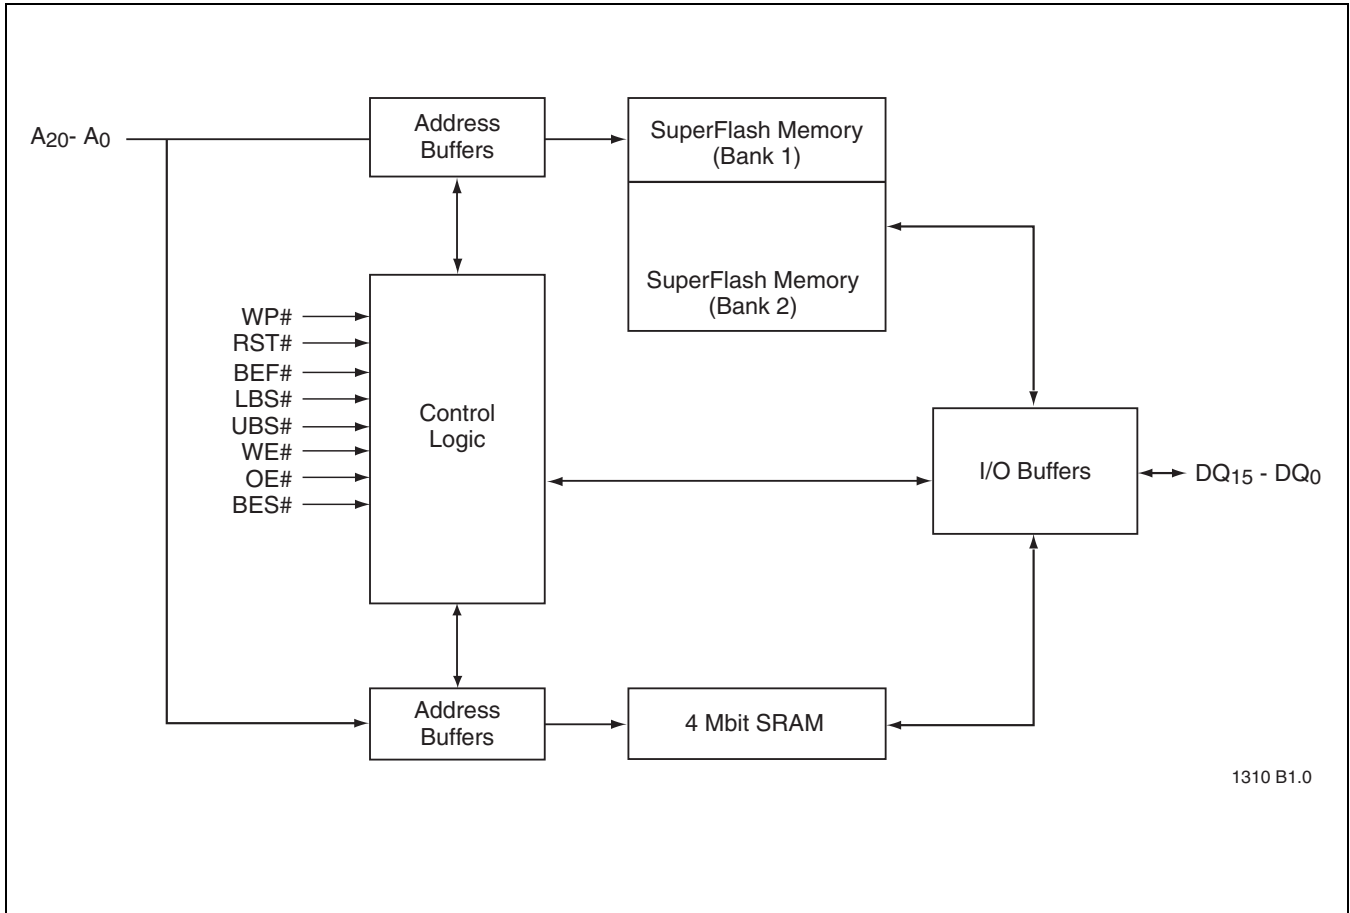 A20- A0
Address
Buffers
SuperFlash Memory
(Bank 1)
SuperFlash Memory
(Bank 2)
WP#
RST#
BEF#
LBS#
UBS#
WE#
OE#
BES#
Control
Logic
I/O Buffers
DQ15 - DQ0
Address
Buffers
4 Mbit SRAM
1310 B1.0